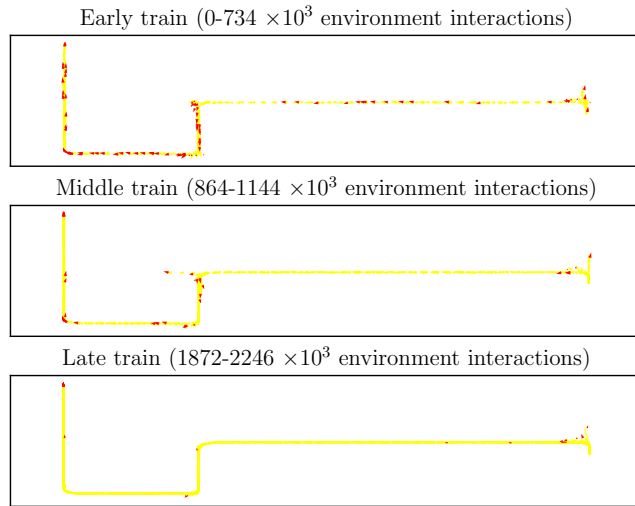 Early train (0-734 ×10³ environment interactions)
Middle train (864-1144 ×10³ environment interactions)
Late train (1872-2246 ×10³ environment interactions)